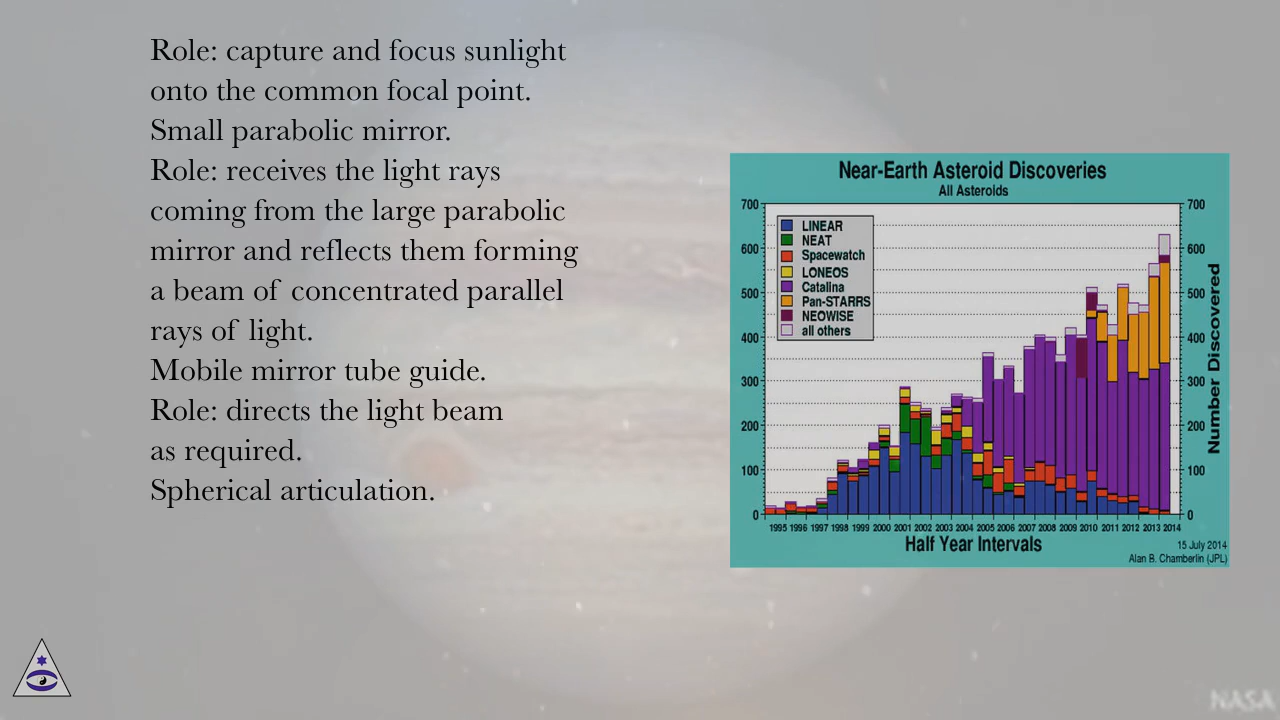 Role: capture and focus sunlight
onto the common focal point.
Small parabolic mirror.
Role: receives the light rays
coming from the large parabolic
mirror and reflects them forming
a beam of concentrated parallel
rays of light.
Mobile mirror tube guide.
Role: directs the light beam
as required.
Spherical articulation.
Near-Earth Asteroid Discoveries
All Asteroids
700 700
600 600
500 500
400 400
300 300
200 200
100 100
0 0
LINEAR
NEAT
Spacewatch
LONEOS
Catalina
Pan-STARRS
NEOWISE
all others
Number Discovered
1995 1996 1997 1998 1999 2000 2001 2002 2003 2004 2005 2006 2007 2008 2009 2010 2011 2012 2013 2014
Half Year Intervals
15 July 2014
Alan B. Chamberlin (JPL)
NASA